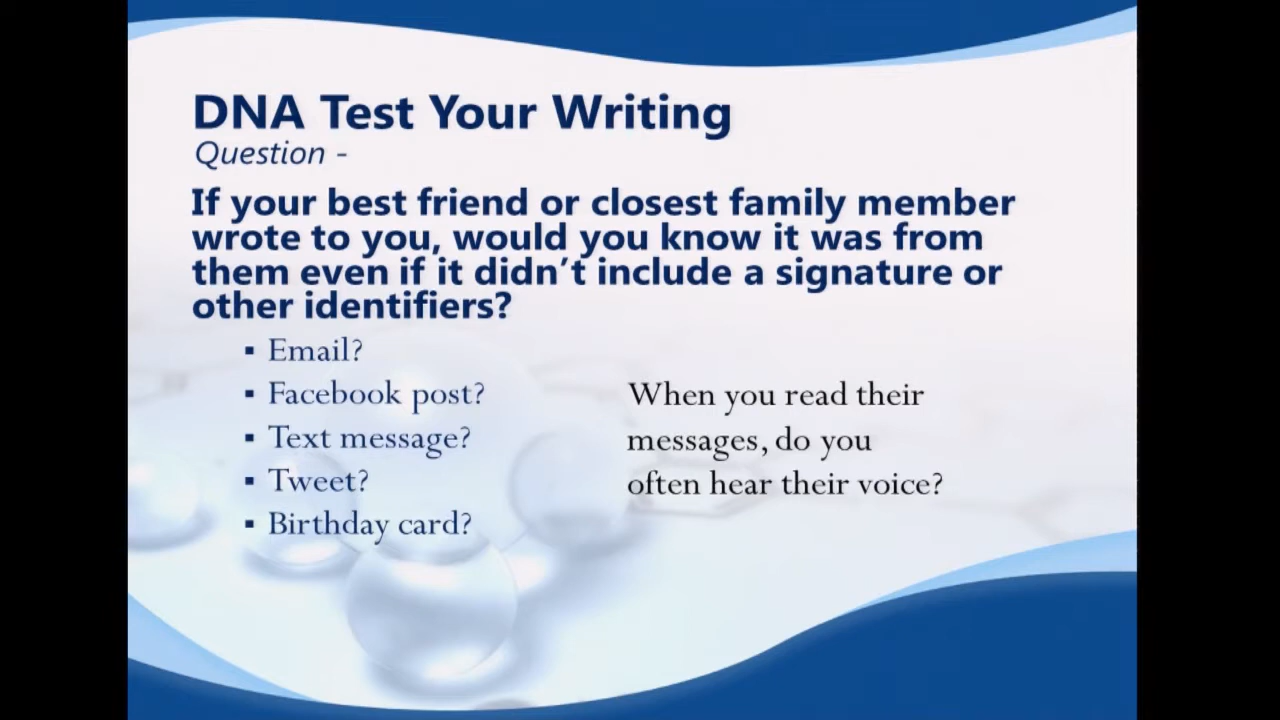 DNA Test Your Writing
Question -
If your best friend or closest family member
wrote to you, would you know it was from
them even if it didn’t include a signature or
other identifiers?
▪ Email?
▪ Facebook post?
▪ Text message?
▪ Tweet?
▪ Birthday card?
When you read their
messages, do you
often hear their voice?